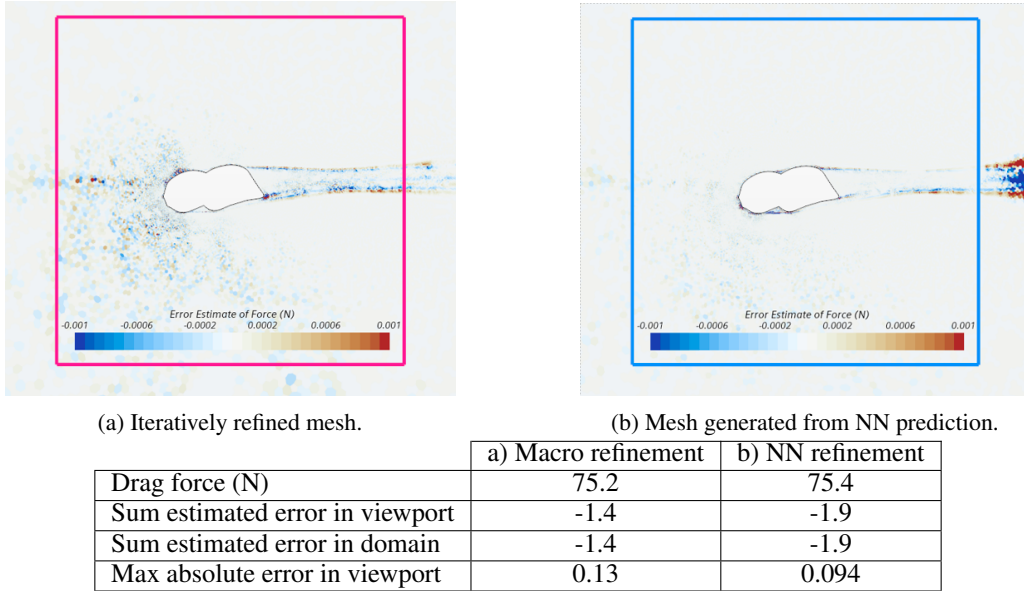 Error Estimate of Force (N)
-0.001 -0.0006 -0.0002 0.0002 0.0006 0.001
Error Estimate of Force (N)
-0.001 -0.0006 -0.0002 0.0002 0.0006 0.001
(a) Iteratively refined mesh.
(b) Mesh generated from NN prediction.
a) Macro refinement b) NN refinement
Drag force (N) 75.2 75.4
Sum estimated error in viewport -1.4 -1.9
Sum estimated error in domain -1.4 -1.9
Max absolute error in viewport 0.13 0.094